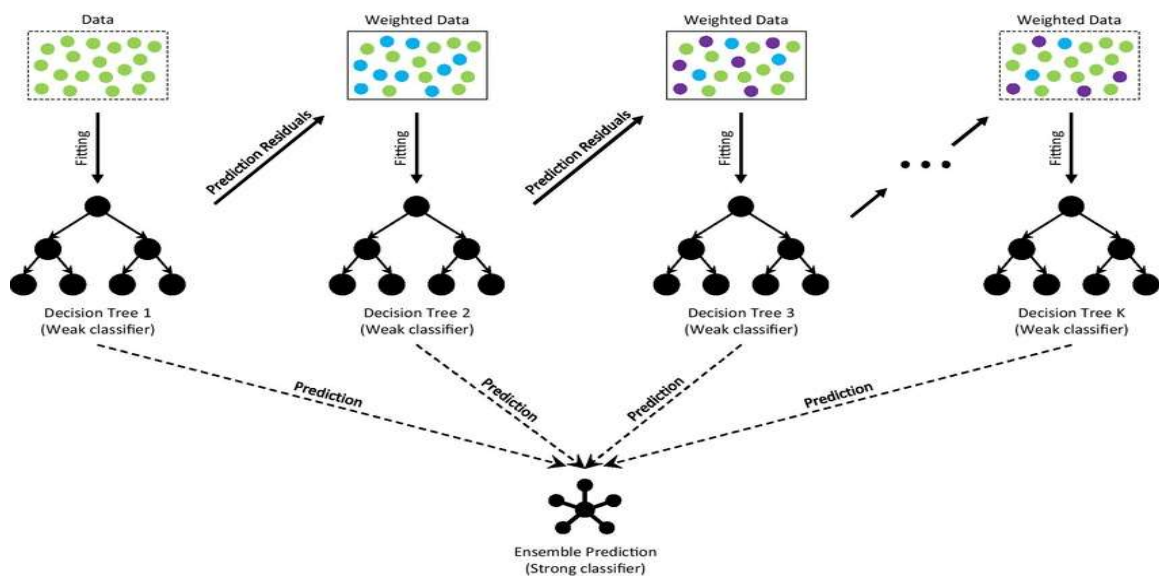 Data
Weighted Data
Weighted Data
Weighted Data
Fitting
Prediction Residuals
Fitting
Prediction Residuals
Fitting
Fitting
Decision Tree 1
(Weak classifier)
Decision Tree 2
(Weak classifier)
Decision Tree 3
(Weak classifier)
Decision Tree K
(Weak classifier)
Prediction
Prediction
Prediction
Prediction
Ensemble Prediction
(Strong classifier)